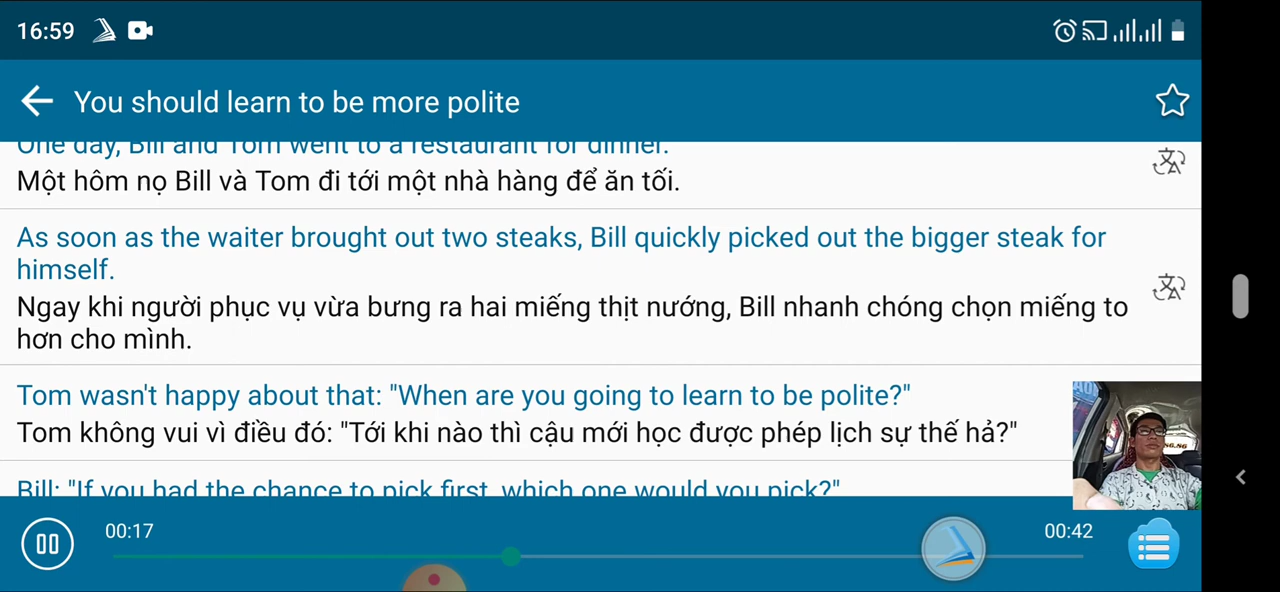 16:59
You should learn to be more polite
One day, Bill and Tom went to a restaurant for dinner.
Một hôm nọ Bill và Tom đi tới một nhà hàng để ăn tối.
As soon as the waiter brought out two steaks, Bill quickly picked out the bigger steak for
himself.
Ngay khi người phục vụ vừa bưng ra hai miếng thịt nướng, Bill nhanh chóng chọn miếng to
hơn cho mình.
Tom wasn't happy about that: "When are you going to learn to be polite?"
Tom không vui vì điều đó: "Tới khi nào thì cậu mới học được phép lịch sự thế hả?"
Bill: "If you had the chance to pick first, which one would you pick?"
00:17
00:42